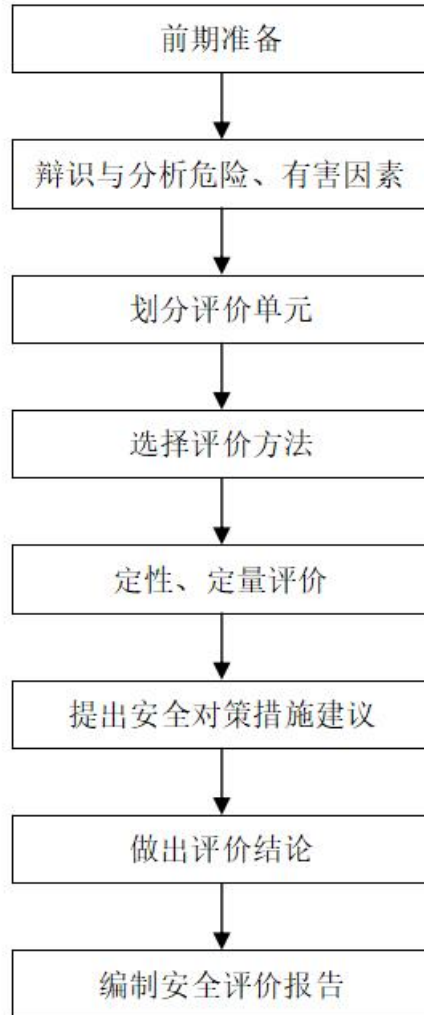 前期准备
辩识与分析危险、有害因素
划分评价单元
选择评价方法
定性、定量评价
提出安全对策措施建议
做出评价结论
编制安全评价报告